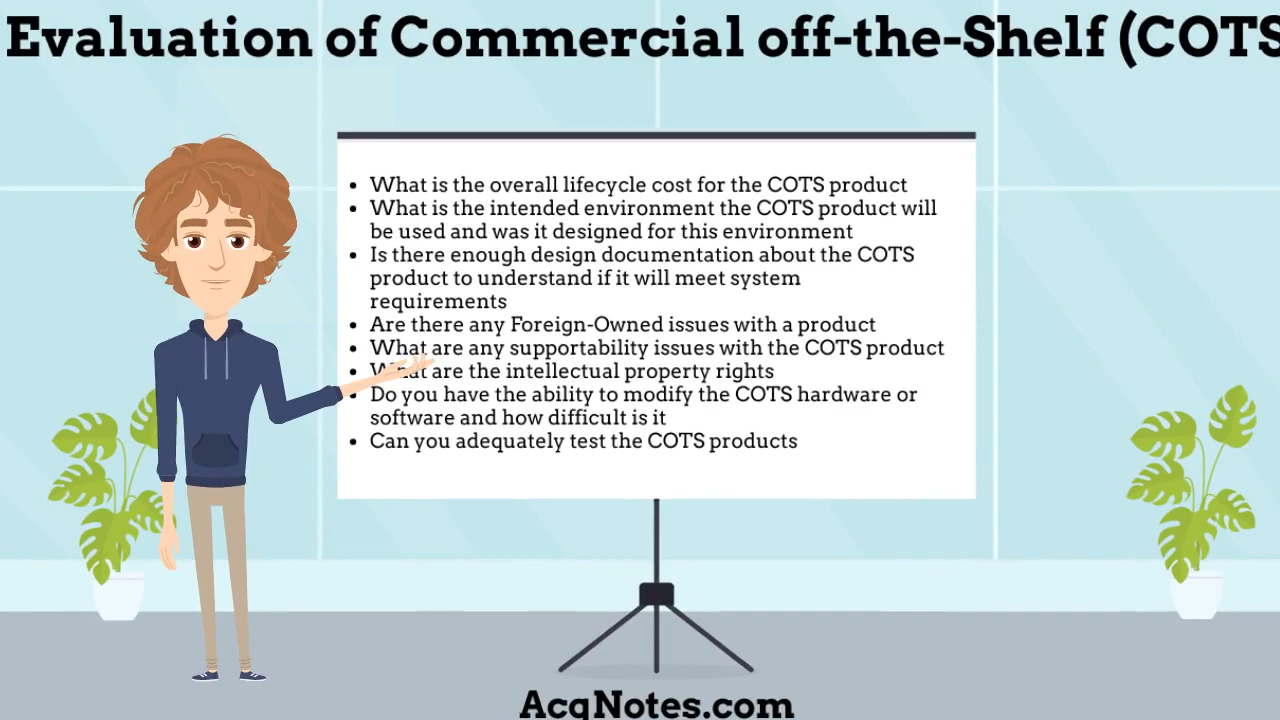 Evaluation of Commercial off-the-Shelf (COTS
• What is the overall lifecycle cost for the COTS product
• What is the intended environment the COTS product will
be used and was it designed for this environment
• Is there enough design documentation about the COTS
product to understand if it will meet system
requirements
• Are there any Foreign-Owned issues with a product
• What are any supportability issues with the COTS product
• What are the intellectual property rights
• Do you have the ability to modify the COTS hardware or
software and how difficult is it
• Can you adequately test the COTS products
AcqNotes.com